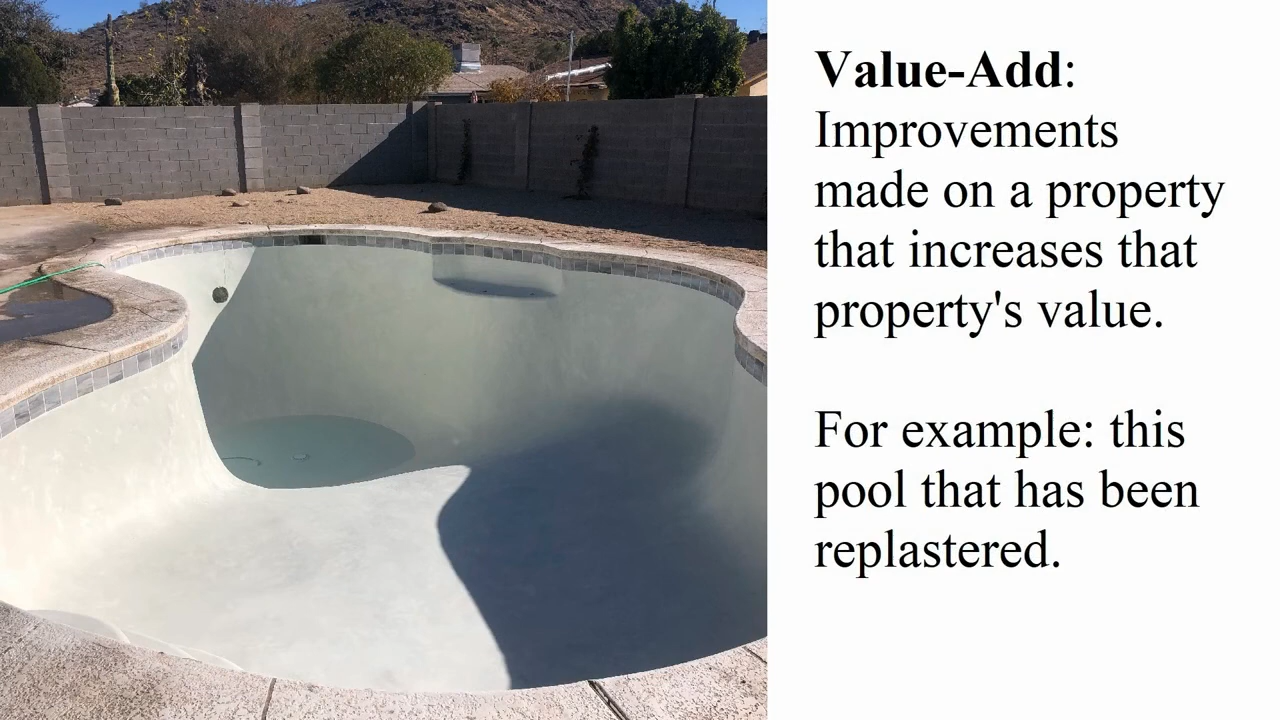 Value-Add:
Improvements
made on a property
that increases that
property's value.
For example: this
pool that has been
replastered.